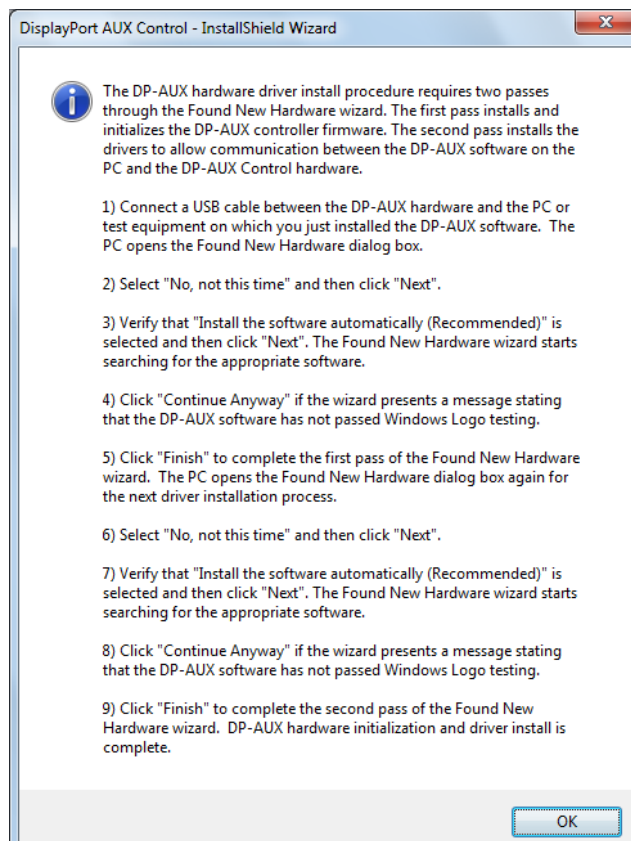 DisplayPort AUX Control - InstallShield Wizard
The DP-AUX hardware driver install procedure requires two passes
through the Found New Hardware wizard. The first pass installs and
initializes the DP-AUX controller firmware. The second pass installs the
drivers to allow communication between the DP-AUX software on the
PC and the DP-AUX Control hardware.
1) Connect a USB cable between the DP-AUX hardware and the PC or
test equipment on which you just installed the DP-AUX software.  The
PC opens the Found New Hardware dialog box.
2) Select "No, not this time" and then click "Next".
3) Verify that "Install the software automatically (Recommended)" is
selected and then click "Next". The Found New Hardware wizard starts
searching for the appropriate software.
4) Click "Continue Anyway" if the wizard presents a message stating
that the DP-AUX software has not passed Windows Logo testing.
5) Click "Finish" to complete the first pass of the Found New Hardware
wizard.  The PC opens the Found New Hardware dialog box again for
the next driver installation process.
6) Select "No, not this time" and then click "Next".
7) Verify that "Install the software automatically (Recommended)" is
selected and then click "Next". The Found New Hardware wizard starts
searching for the appropriate software.
8) Click "Continue Anyway" if the wizard presents a message stating
that the DP-AUX software has not passed Windows Logo testing.
9) Click "Finish" to complete the second pass of the Found New
Hardware wizard.  DP-AUX hardware initialization and driver install is
complete.
OK